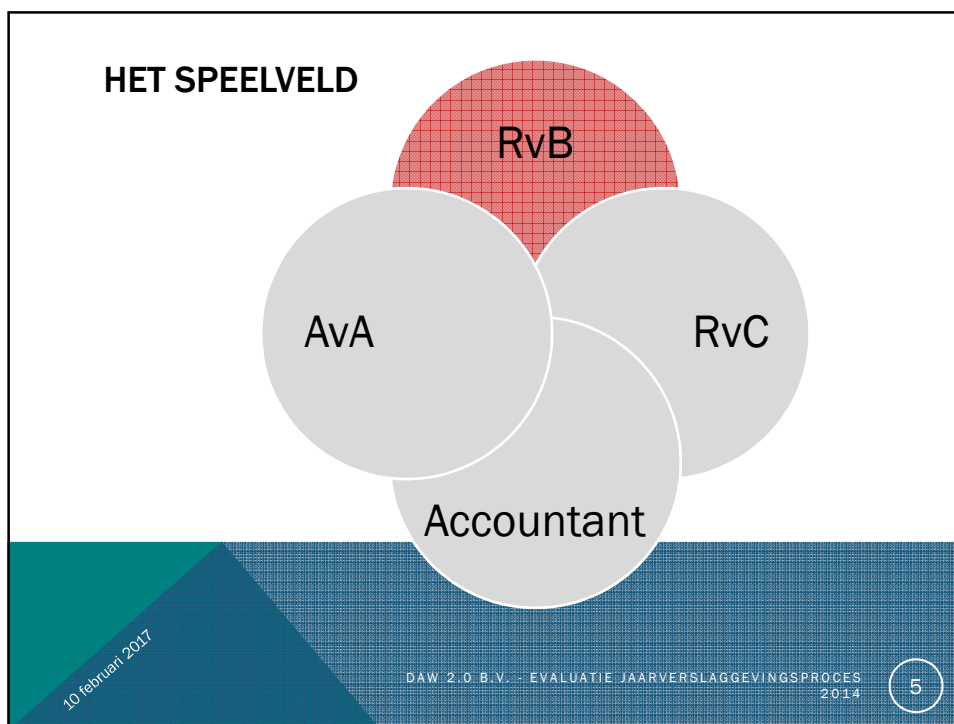 HET SPEELVELD
RvB
AvA
RvC
Accountant
10 februari 2017
DAW 2.0 B.V. - EVALUATIE JAARVERSLAGGEVINGSPROCES
2014
5